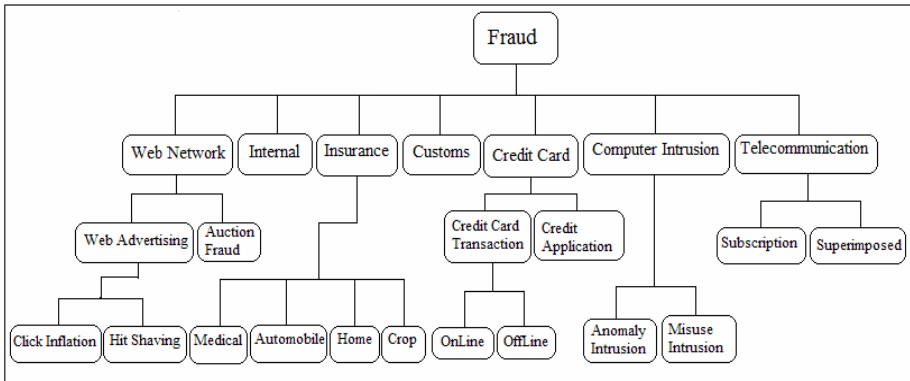 Fraud
Web Network
Internal
Insurance
Customs
Credit Card
Computer Intrusion
Telecommunication
Web Advertising
Auction
Fraud
Credit Card
Transaction
Credit
Application
Subscription
Superimposed
Click Inflation
Hit Shaving
Medical
Automobile
Home
Crop
OnLine
OffLine
Anomaly
Intrusion
Misuse
Intrusion